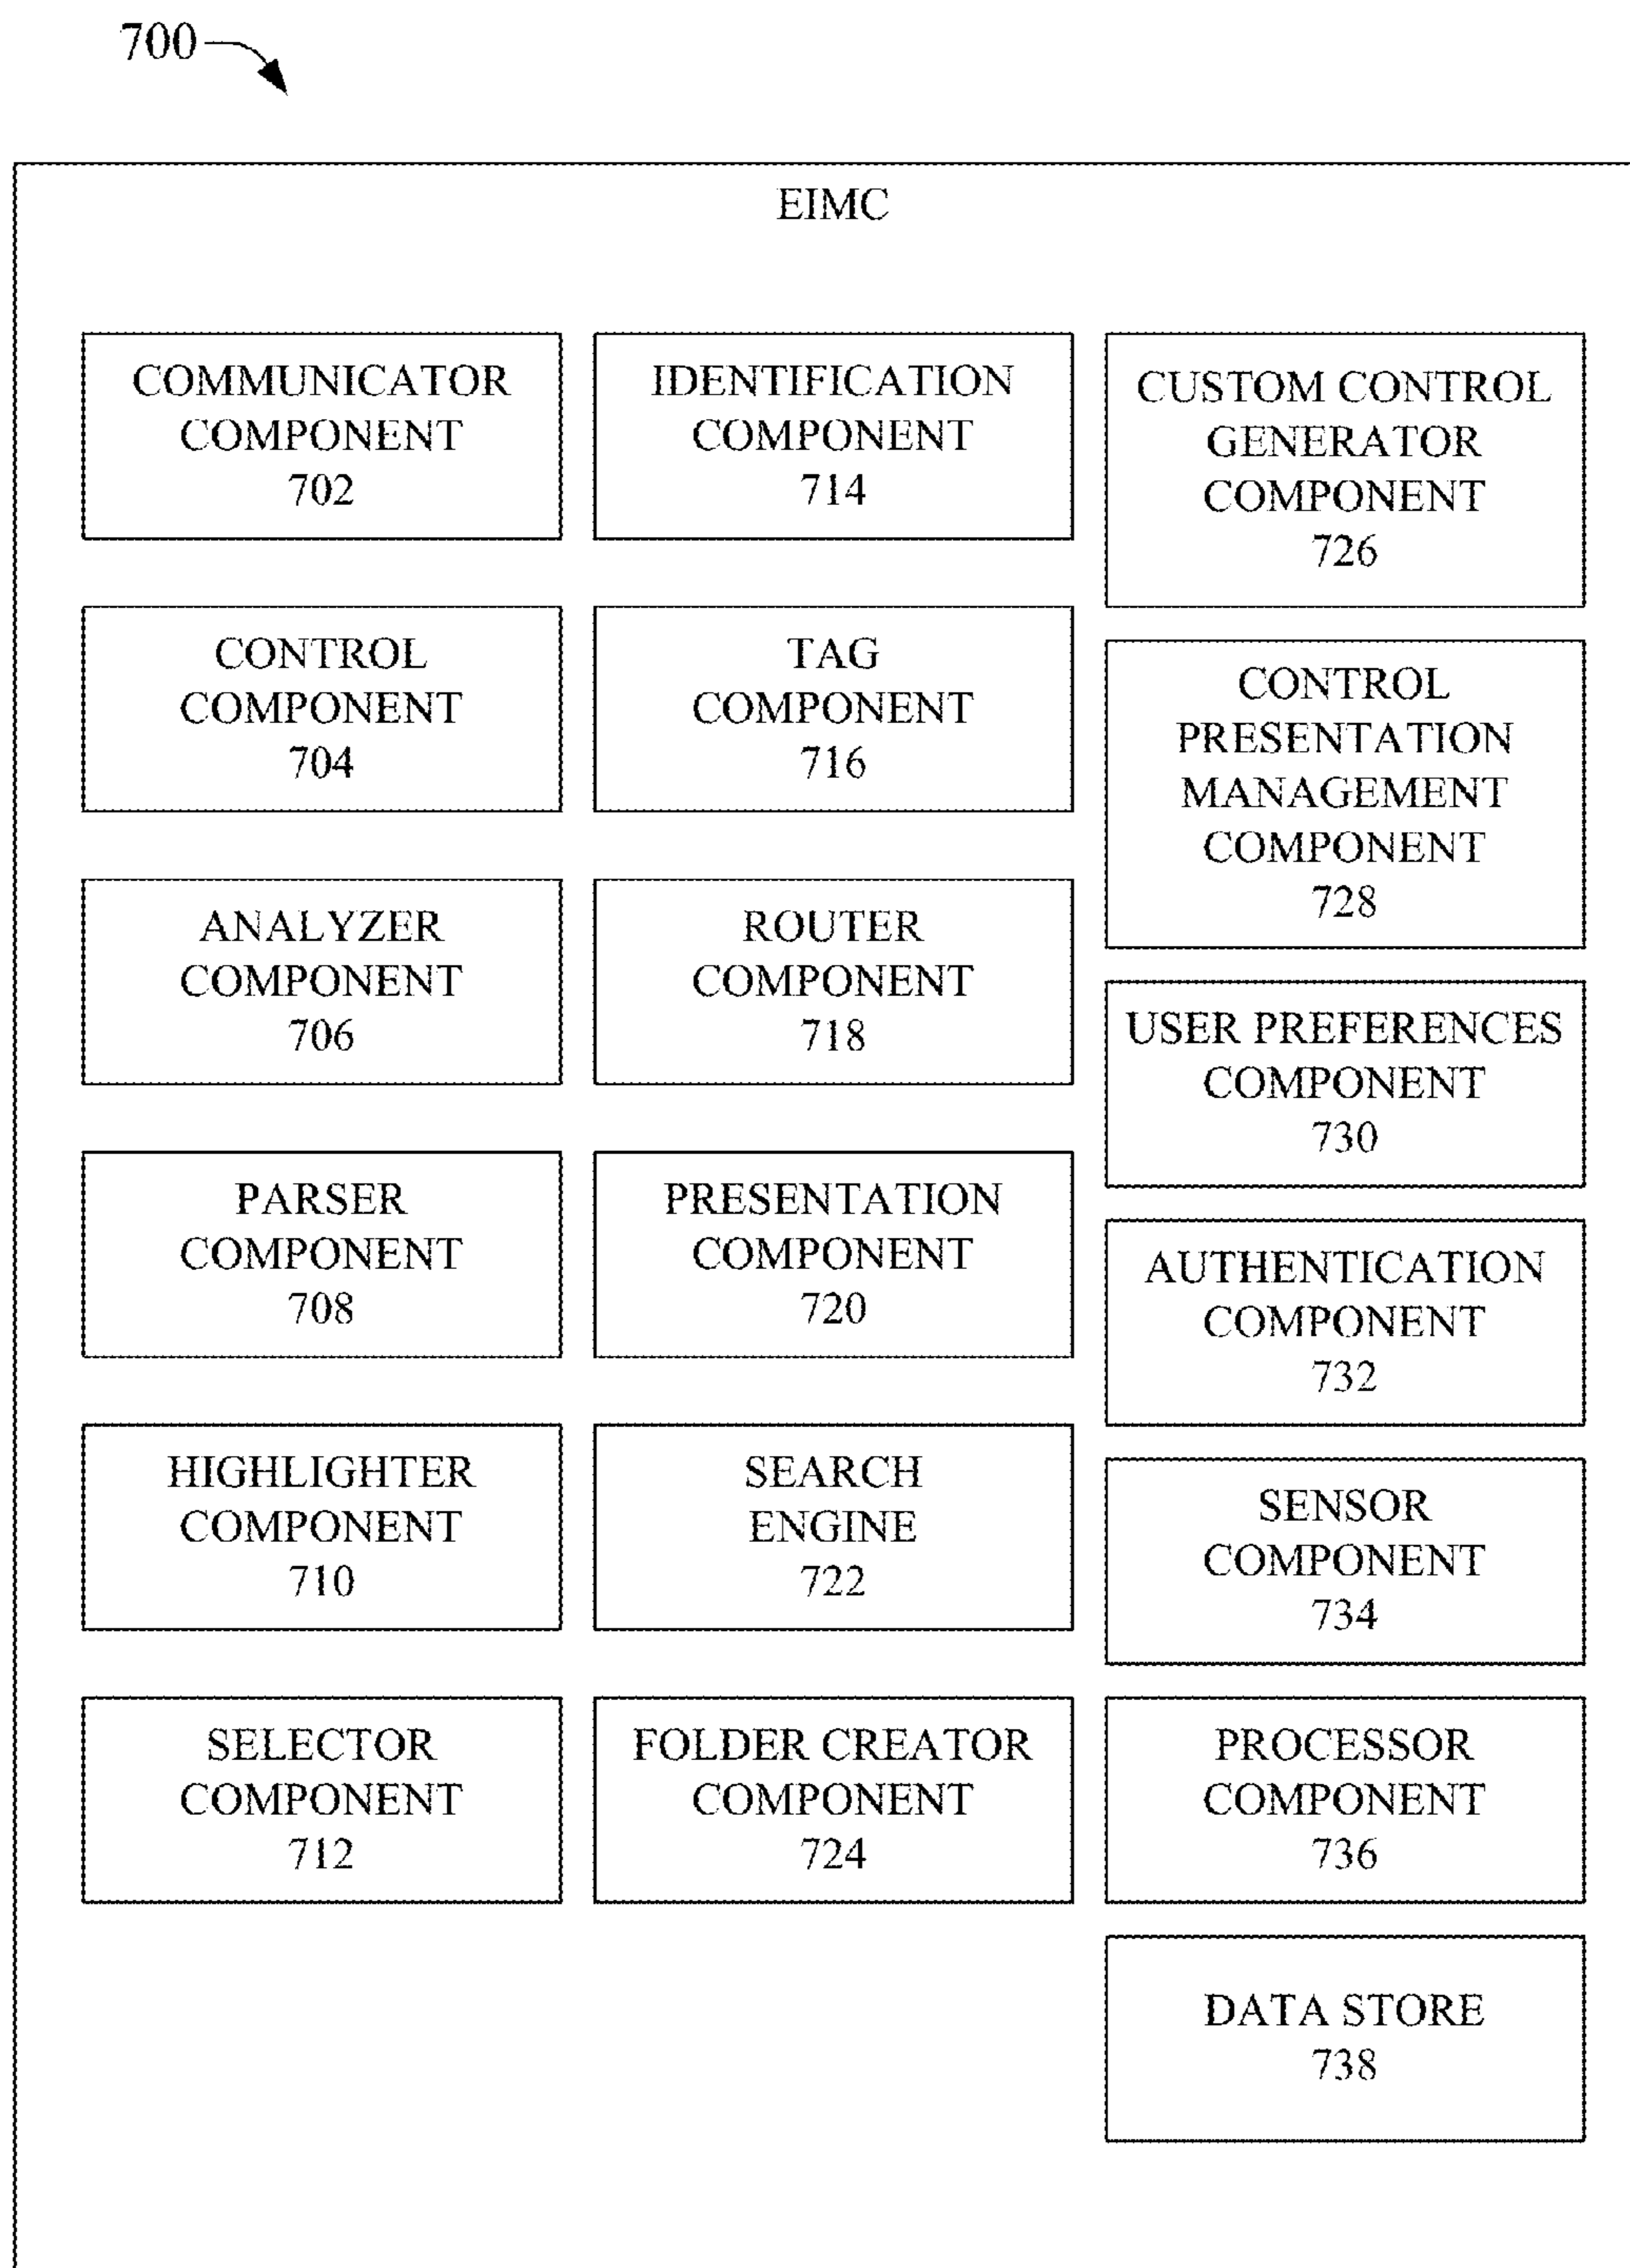 700
EIMC
COMMUNICATOR
COMPONENT
702
CONTROL
COMPONENT
704
ANALYZER
COMPONENT
706
PARSER
COMPONENT
708
HIGHLIGHTER
COMPONENT
710
SELECTOR
COMPONENT
712
IDENTIFICATION
COMPONENT
714
TAG
COMPONENT
716
ROUTER
COMPONENT
718
PRESENTATION
COMPONENT
720
SEARCH
ENGINE
722
FOLDER CREATOR
COMPONENT
724
CUSTOM CONTROL
GENERATOR
COMPONENT
726
CONTROL
PRESENTATION
MANAGEMENT
COMPONENT
728
USER PREFERENCES
COMPONENT
730
AUTHENTICATION
COMPONENT
732
SENSOR
COMPONENT
734
PROCESSOR
COMPONENT
736
DATA STORE
738